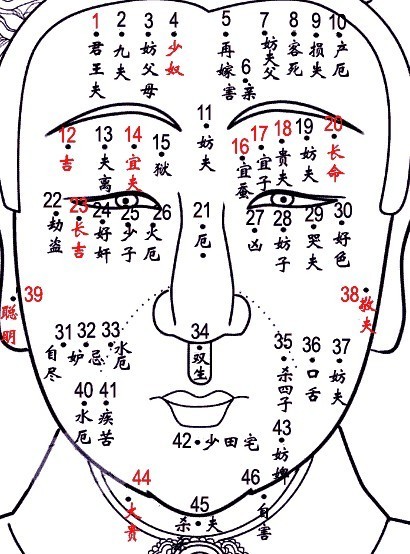 1 君王夫
2 九夫
3 妨父母
4 少奴
5 再嫁
6 害亲
7 妨夫父
8 客死
9 损失
10 产厄
11 妨夫
12 吉
13 夫离
14 宜夫
15 狱
16 宜蚕
17 宜子
18 贵夫
19 妨夫
20 长命
21 厄
22 劫盗
23 长吉
24 好奸
25 少子
26 火厄
27 凶
28 妨子
29 哭夫
30 好色
31 自尽
32 妒忌
33 水厄
34 双生
35 杀四子
36 口舌
37 妨夫
38 敬夫
39 聪明
40 水厄
41 疾苦
42 少田宅
43 妨婢
44 大贵
45 杀夫
46 自害